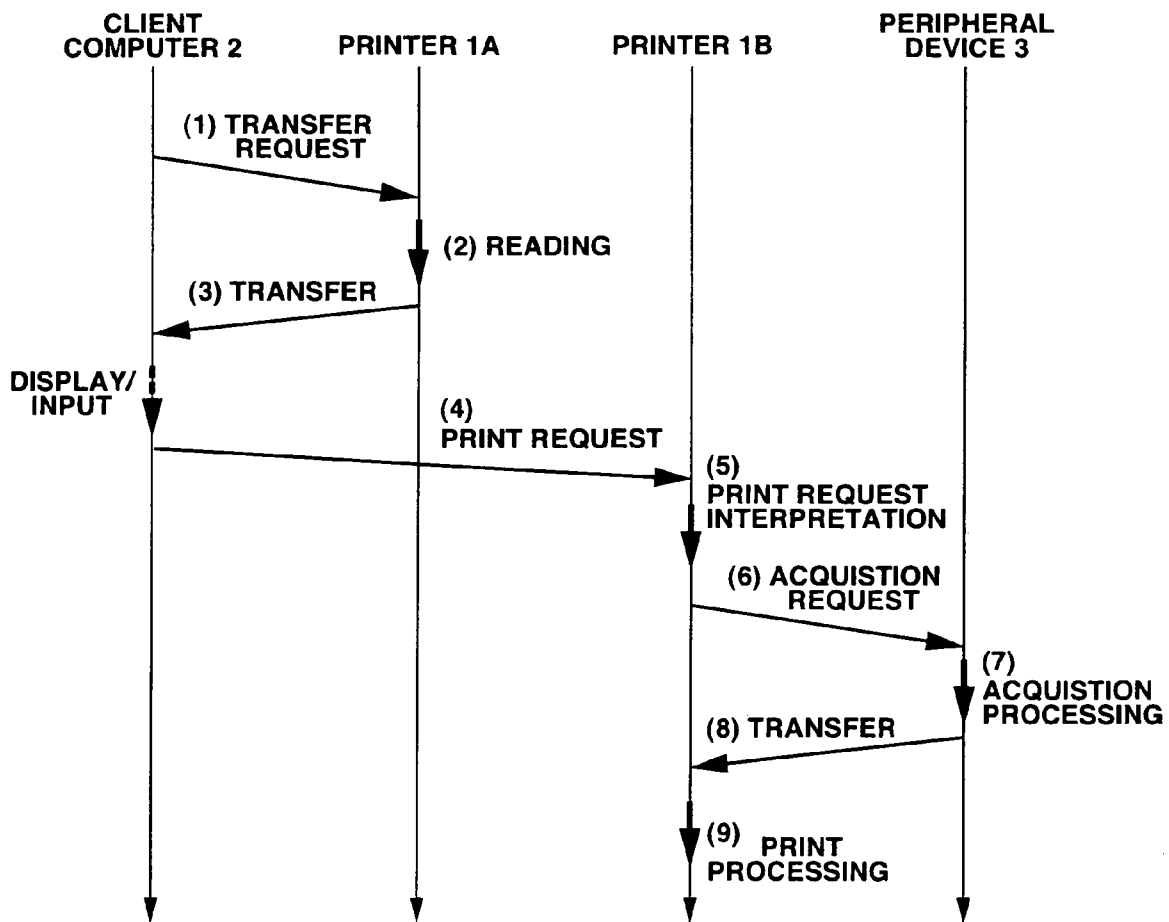 CLIENT
COMPUTER 2
PRINTER 1A
PRINTER 1B
PERIPHERAL
DEVICE 3
(1) TRANSFER
REQUEST
(2) READING
(3) TRANSFER
DISPLAY/
INPUT
(4)
PRINT REQUEST
(5)
PRINT REQUEST
INTERPRETATION
(6) ACQUISTION
REQUEST
(7)
ACQUISTION
PROCESSING
(8) TRANSFER
(9)
PRINT
PROCESSING